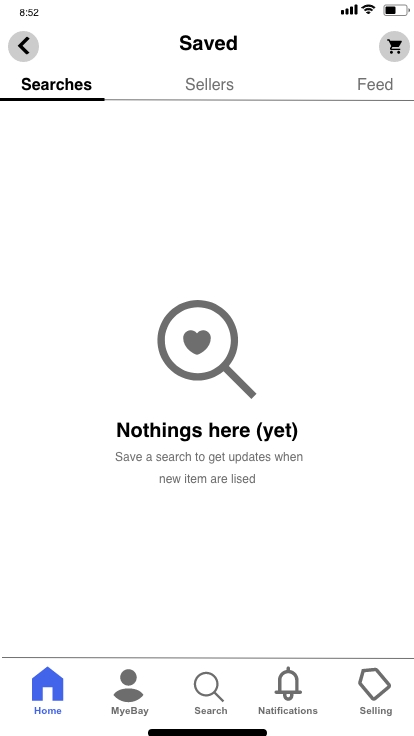 8:52
Saved
Searches Sellers Feed
Nothings here (yet)
Save a search to get updates when
new item are lised
Home MyeBay Search Natifications Selling